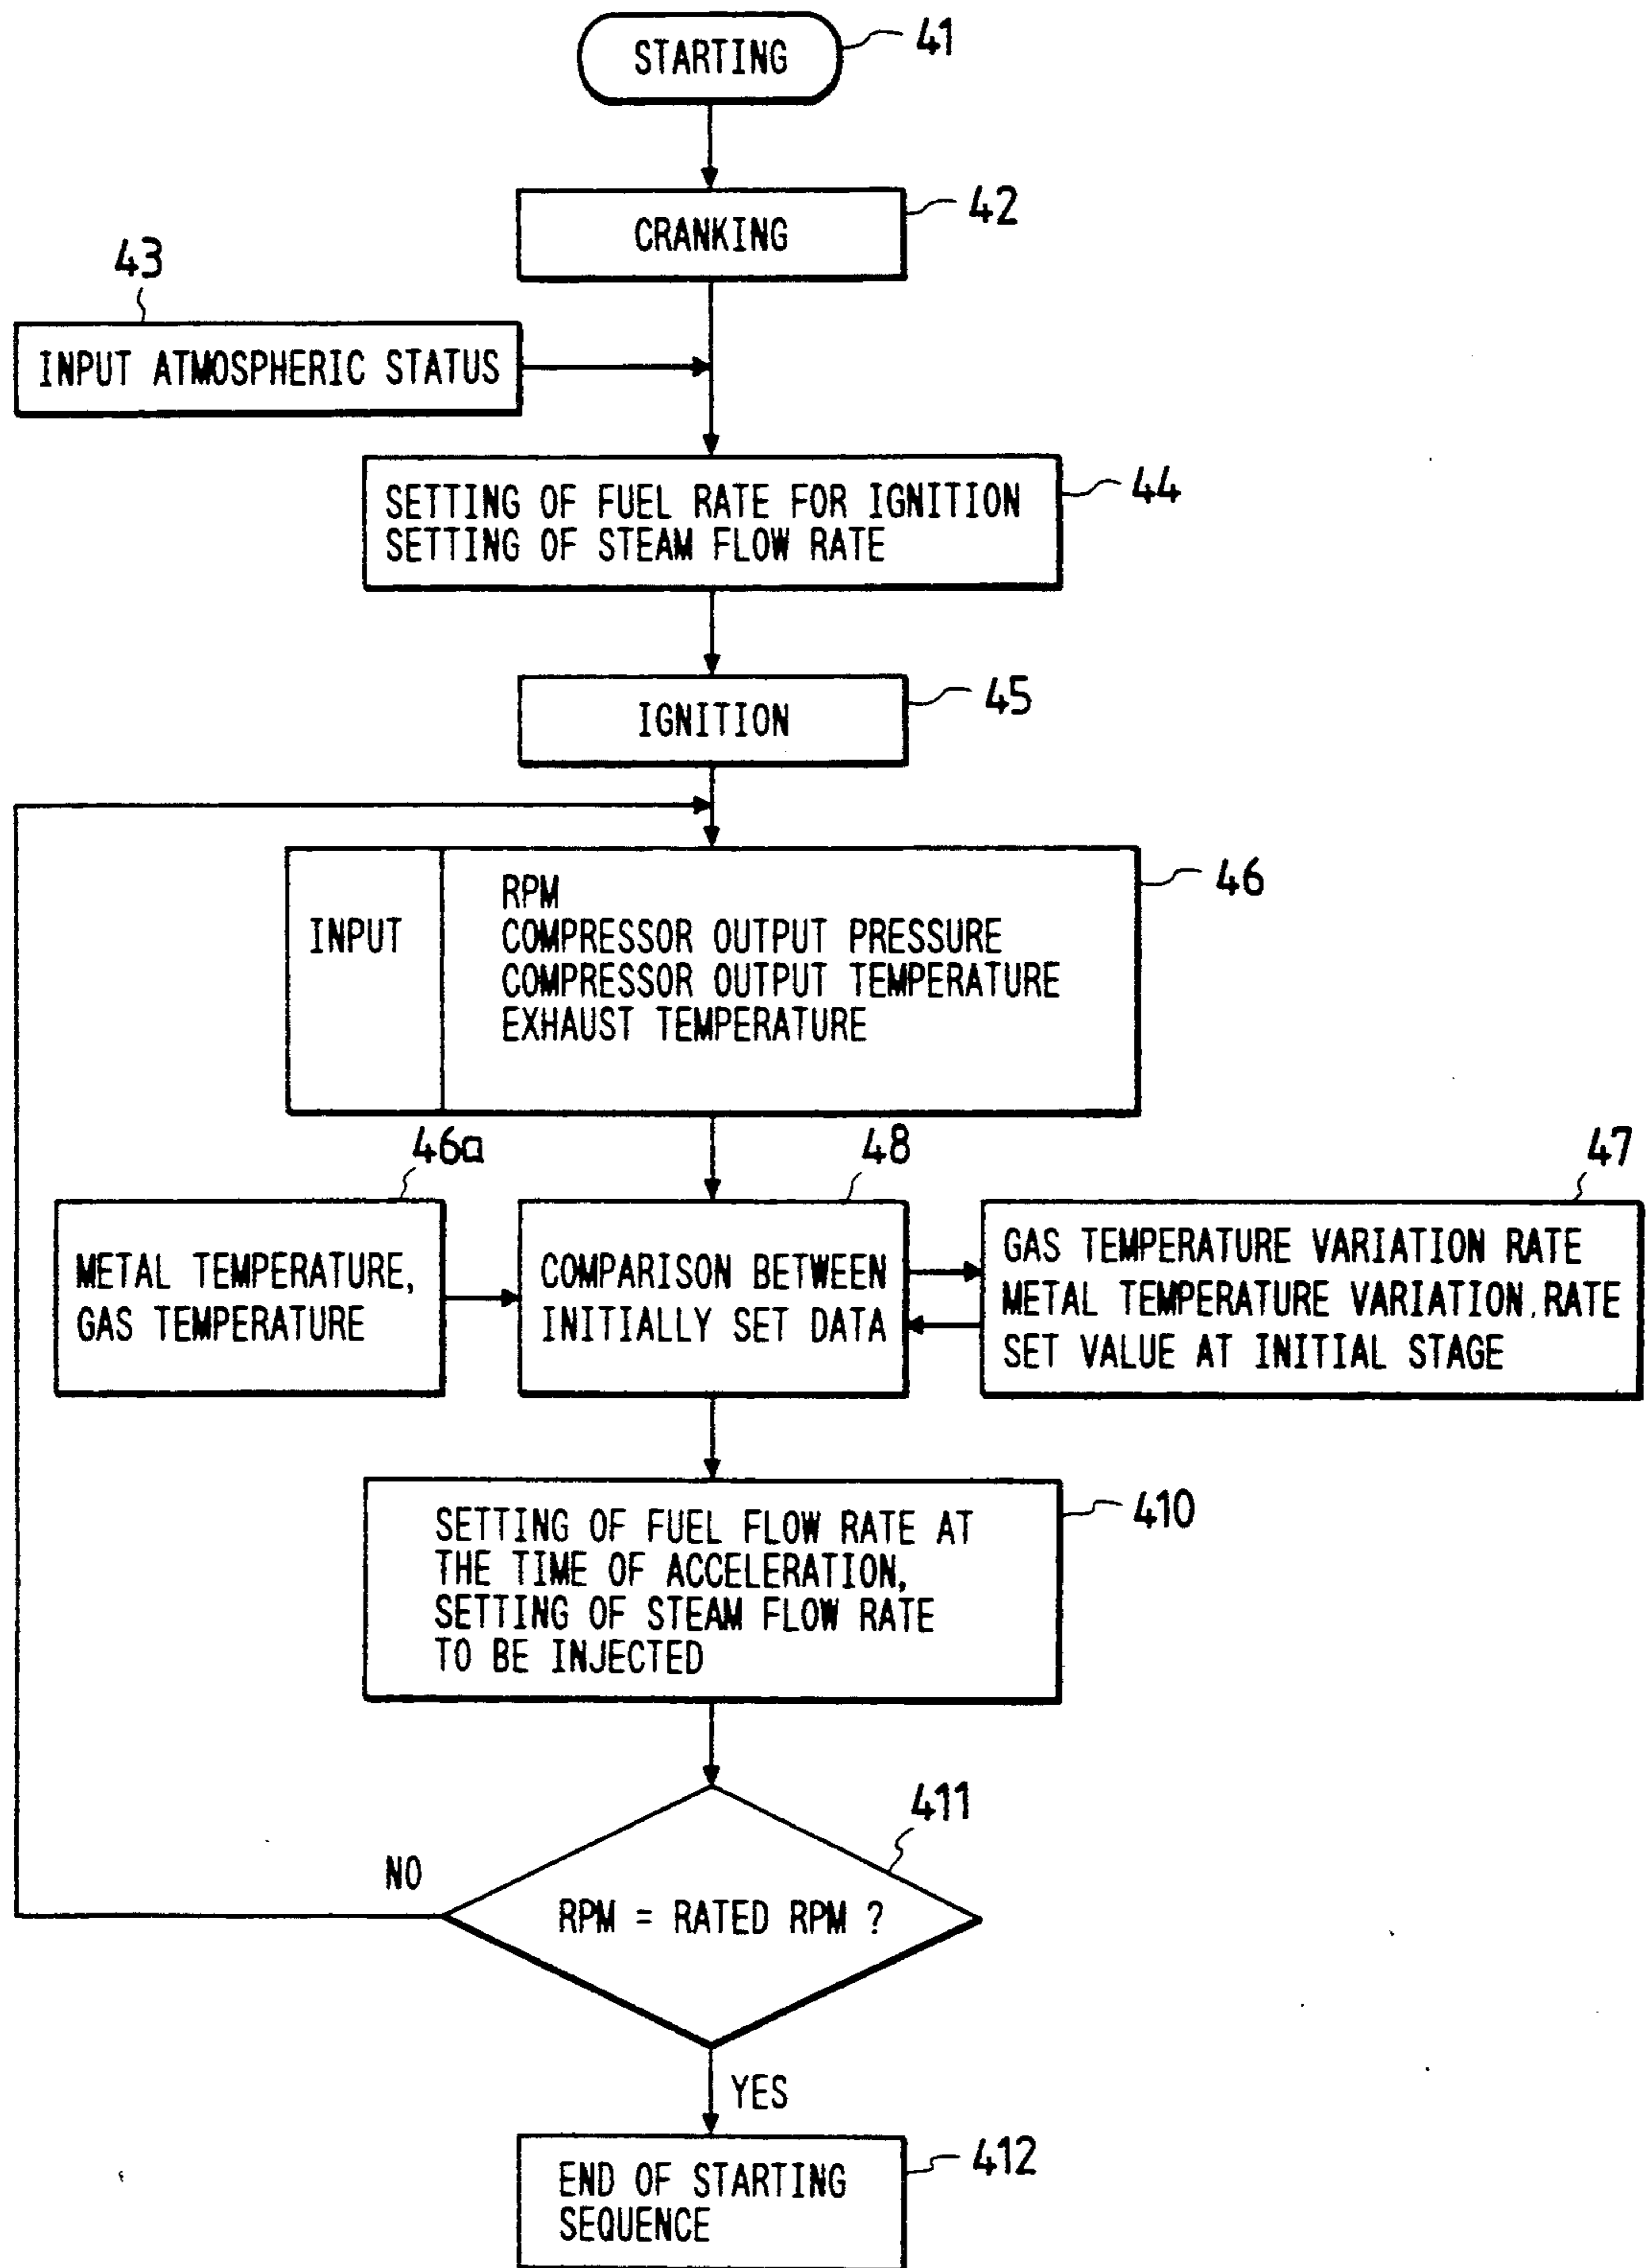 STARTING
41
CRANKING
42
43
INPUT ATMOSPHERIC STATUS
SETTING OF FUEL RATE FOR IGNITION
SETTING OF STEAM FLOW RATE
44
IGNITION
45
INPUT
RPM
COMPRESSOR OUTPUT PRESSURE
COMPRESSOR OUTPUT TEMPERATURE
EXHAUST TEMPERATURE
46
46a
METAL TEMPERATURE,
GAS TEMPERATURE
48
COMPARISON BETWEEN
INITIALLY SET DATA
47
GAS TEMPERATURE VARIATION RATE
METAL TEMPERATURE VARIATION RATE
SET VALUE AT INITIAL STAGE
SETTING OF FUEL FLOW RATE AT
THE TIME OF ACCELERATION,
SETTING OF STEAM FLOW RATE
TO BE INJECTED
410
411
NO
RPM = RATED RPM ?
YES
END OF STARTING
SEQUENCE
412